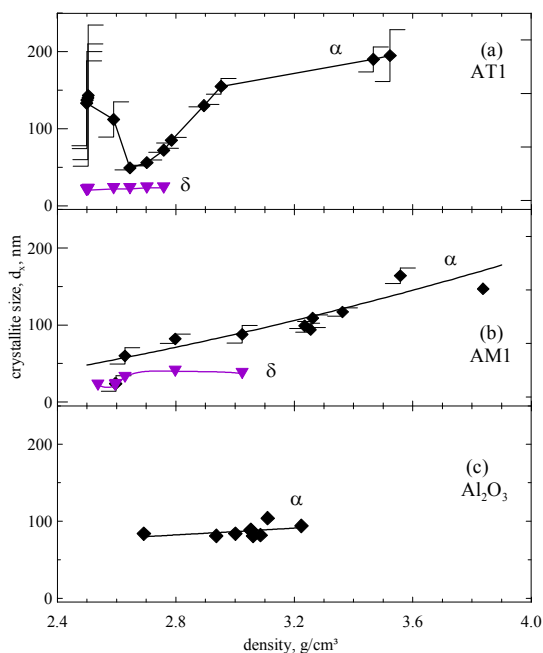 200
α
(a)
AT1
100
δ
0
crystallite size, dₓ, nm
200
α
100
(b)
δ
AM1
0
200
(c)
Al₂O₃
α
100
0
2.4 2.8 3.2 3.6 4.0
density, g/cm³